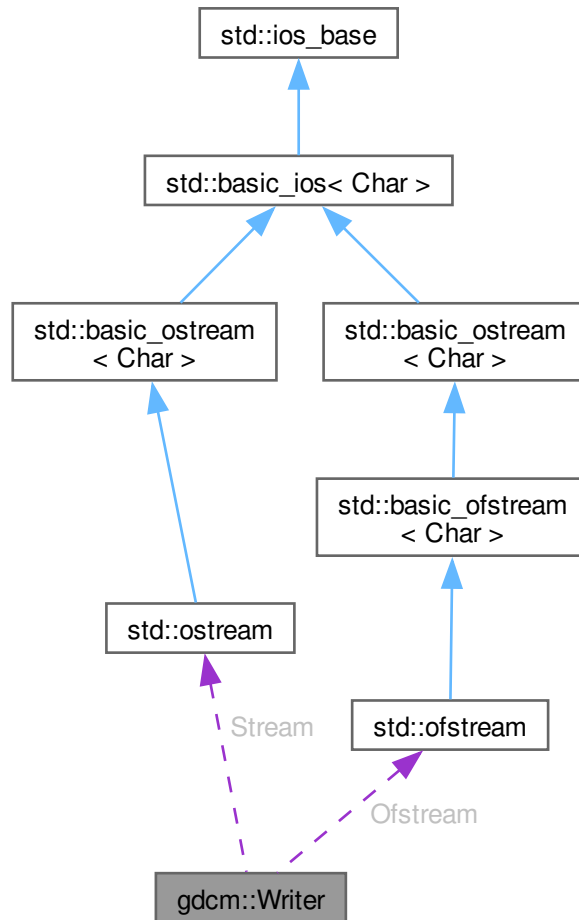 std::ios_base
std::basic_ios< Char >
std::basic_ostream
< Char >
std::basic_ostream
< Char >
std::basic_ofstream
< Char >
std::ostream
std::ofstream
Stream
Ofstream
gdcm::Writer